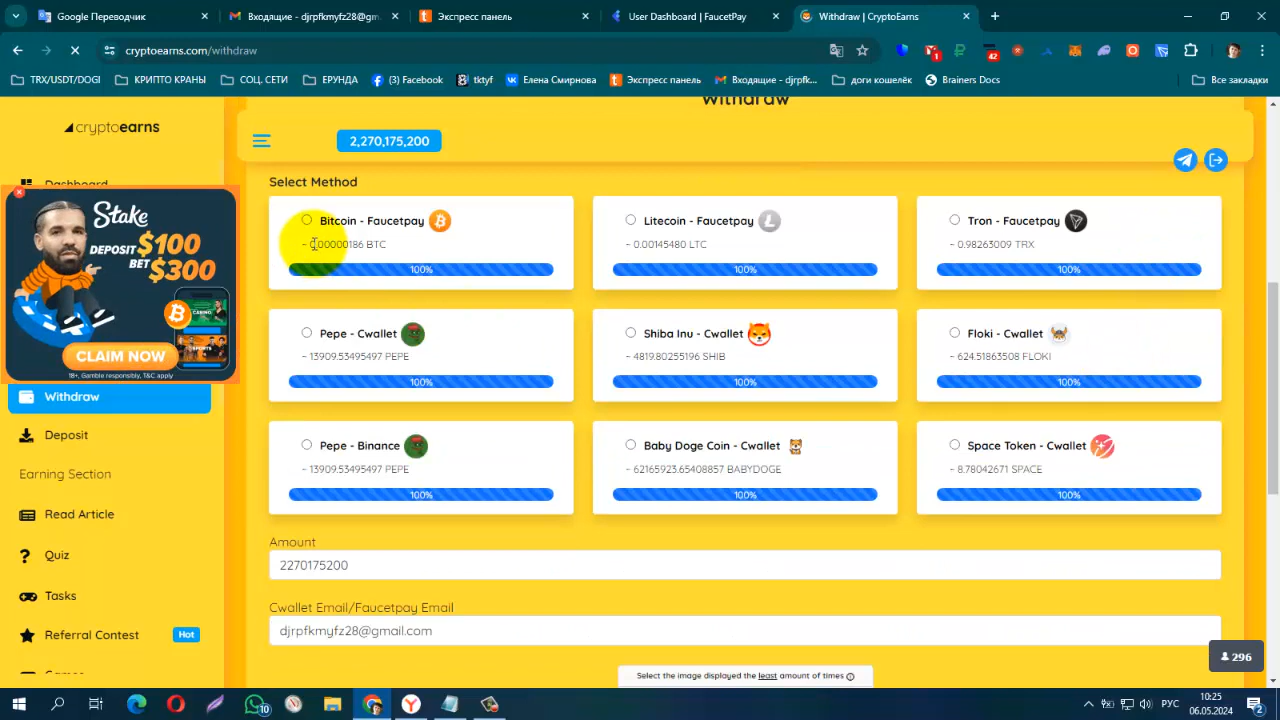 Google Переводчик
Входящие - djrpfkmyfz28@gm
Экспресс панель
User Dashboard | FaucetPay
Withdraw | CryptoEarns
cryptoearns.com/withdraw
1
42
TRX/USDT/DOGI
КРИПТО КРАНЫ
СОЦ. СЕТИ
ЕРУНДА
Facebook
tktyf
Елена Смирнова
Экспресс панель
Входящие - djrpfk...
доги кошелёк
Brainers Docs
Все закладки
cryptoearns
Withdraw
2,270,175,200
Dashboard
Stake
DEPOSIT $100
BET $300
CASINO
SPORTS
CLAIM NOW
18+, Gamble responsibly, T&C apply
Withdraw
Deposit
Earning Section
Read Article
Quiz
Tasks
Referral Contest
Hot
Games
Select Method
Bitcoin - Faucetpay
~ 0.00000186 BTC
100%
Litecoin - Faucetpay
~ 0.00145480 LTC
100%
Tron - Faucetpay
~ 0.98263009 TRX
100%
Pepe - Cwallet
~ 13909.53495497 PEPE
100%
Shiba Inu - Cwallet
~ 4819.80255196 SHIB
100%
Floki - Cwallet
~ 624.51863508 FLOKI
100%
Pepe - Binance
~ 13909.53495497 PEPE
100%
Baby Doge Coin - Cwallet
~ 62165923.65408857 BABYDOGE
100%
Space Token - Cwallet
~ 8.78042671 SPACE
100%
Amount
2270175200
Cwallet Email/Faucetpay Email
djrpfkmyfz28@gmail.com
Select the image displayed the least amount of times
296
10
РУС
10:25
06.05.2024
2